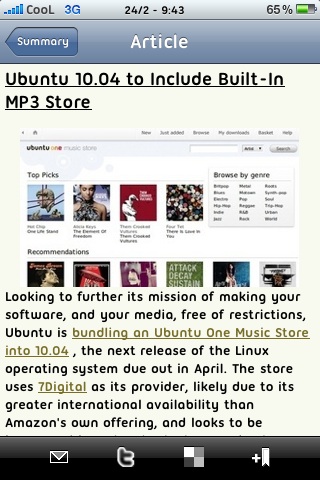 CooL 3G 24/2 - 9:43 65%
Summary
Article
Ubuntu 10.04 to Include Built-In
MP3 Store
New Just added Browse My downloads Basket Help
ubuntu one music store
Artist
Search
Top Picks
Browse by genre
Britpop Metal Roots
Blues Motown Synth pop
Electro Pop Soul
Hip Hop Reggae Trip-Hop
Indie R&B Urban
Jazz Rock World
Hot Chip Alicia Keys Them Crooked Four Tet
One Life Stand The Element Of Vultures There Is Love In
Freedom Them Crooked You
Vultures
Recommendations
ATTACK
DECAY
SUSTAIN
Looking to further its mission of making your
software, and your media, free of restrictions,
Ubuntu is bundling an Ubuntu One Music Store
into 10.04 , the next release of the Linux
operating system due out in April. The store
uses 7Digital as its provider, likely due to its
greater international availability than
Amazon's own offering, and looks to be